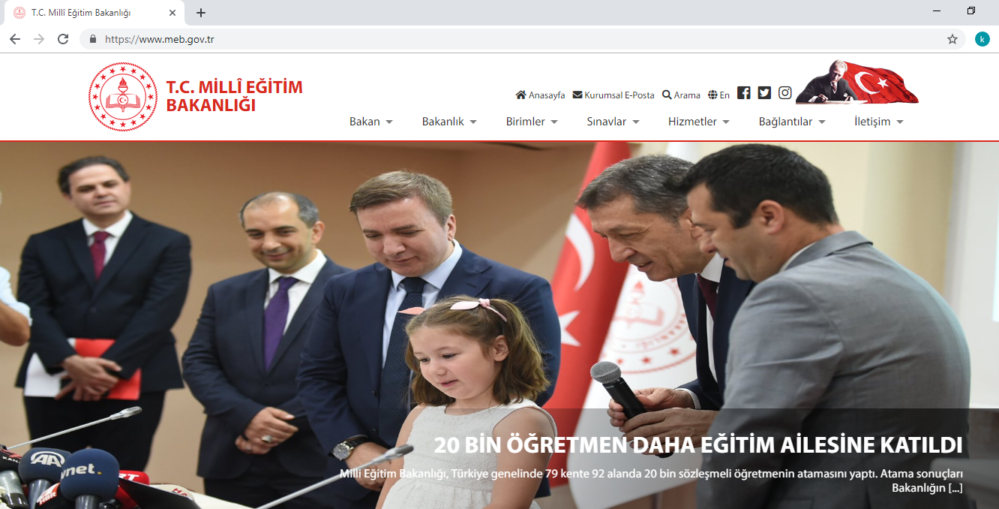 T.C. Millî Eğitim Bakanlığı
https://www.meb.gov.tr
k
T.C. MİLLÎ EĞİTİM
BAKANLIĞI
Anasayfa Kurumsal E-Posta Arama En
Bakan Bakanlık Birimler Sınavlar Hizmetler Bağlantılar İletişim
20 BİN ÖĞRETMEN DAHA EĞİTİM AİLESİNE KATILDI
Milli Eğitim Bakanlığı, Türkiye genelinde 79 kente 92 alanda 20 bin sözleşmeli öğretmenin atamasını yaptı. Atama sonuçları
Bakanlığın [...]
AA
net.